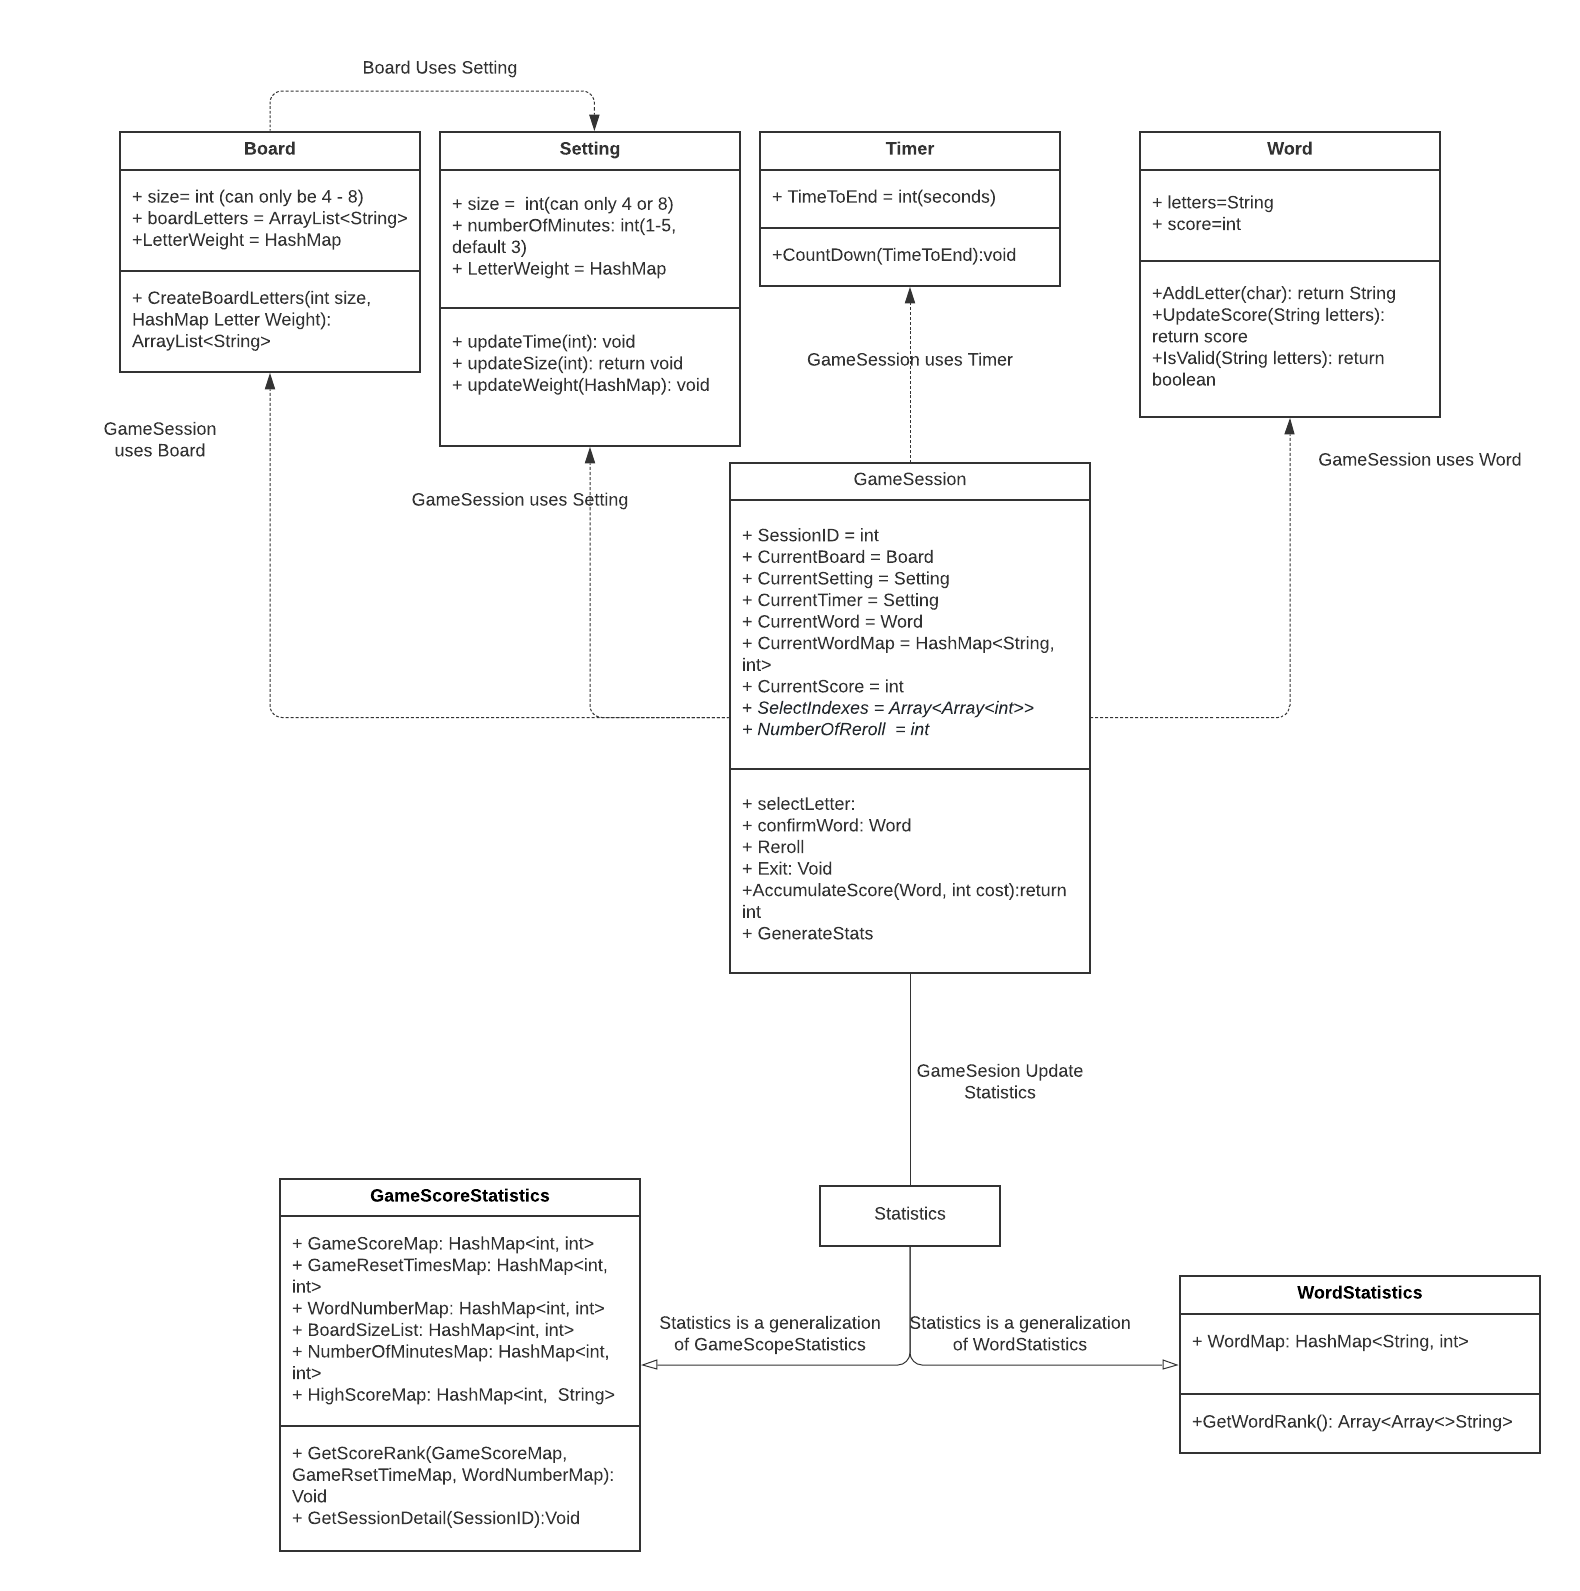 Board Uses Setting
Board
+ size= int (can only be 4 - 8)
+ boardLetters = ArrayList<String>
+LetterWeight = HashMap
+ CreateBoardLetters(int size,
HashMap Letter Weight):
ArrayList<String>
Setting
+ size =  int(can only 4 or 8)
+ numberOfMinutes: int(1-5,
default 3)
+ LetterWeight = HashMap
+ updateTime(int): void
+ updateSize(int): return void
+ updateWeight(HashMap): void
Timer
+ TimeToEnd = int(seconds)
+CountDown(TimeToEnd):void
Word
+ letters=String
+ score=int
+AddLetter(char): return String
+UpdateScore(String letters):
return score
+IsValid(String letters): return
boolean
GameSession
uses Board
GameSession uses Setting
GameSession uses Timer
GameSession uses Word
GameSession
+ SessionID = int
+ CurrentBoard = Board
+ CurrentSetting = Setting
+ CurrentTimer = Setting
+ CurrentWord = Word
+ CurrentWordMap = HashMap<String,
int>
+ CurrentScore = int
+ SelectIndexes = Array<Array<int>>
+ NumberOfReroll  = int
+ selectLetter:
+ confirmWord: Word
+ Reroll
+ Exit: Void
+AccumulateScore(Word, int cost):return
int
+ GenerateStats
GameSesion Update
Statistics
Statistics
GameScoreStatistics
+ GameScoreMap: HashMap<int, int>
+ GameResetTimesMap: HashMap<int,
int>
+ WordNumberMap: HashMap<int, int>
+ BoardSizeList: HashMap<int, int>
+ NumberOfMinutesMap: HashMap<int,
int>
+ HighScoreMap: HashMap<int,  String>
+ GetScoreRank(GameScoreMap,
GameRsetTimeMap, WordNumberMap):
Void
+ GetSessionDetail(SessionID):Void
Statistics is a generalization
of GameScopeStatistics
Statistics is a generalization
of WordStatistics
WordStatistics
+ WordMap: HashMap<String, int>
+GetWordRank(): Array<Array<>String>